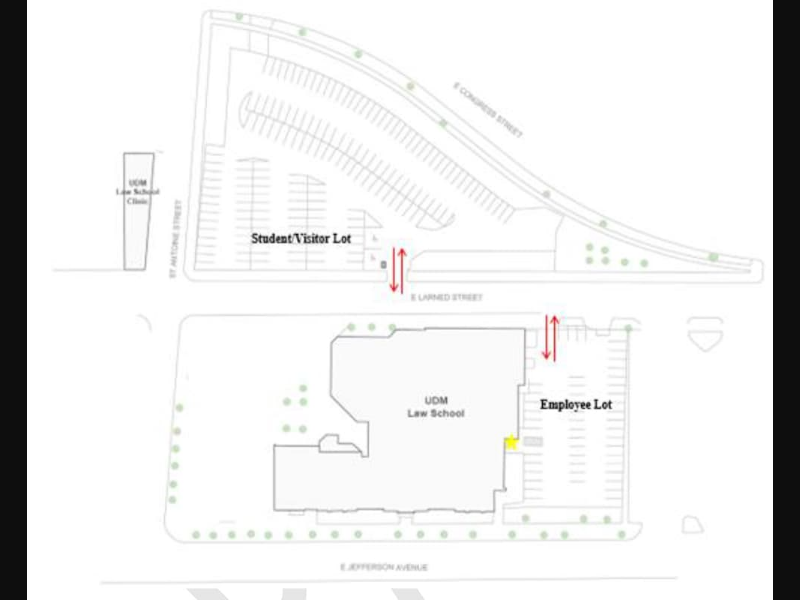 E CONGRESS STREET
UDM
Law School
Clinic
ST ANTOINE STREET
Student/Visitor Lot
E LARNED STREET
UDM
Law School
Employee Lot
E JEFFERSON AVENUE